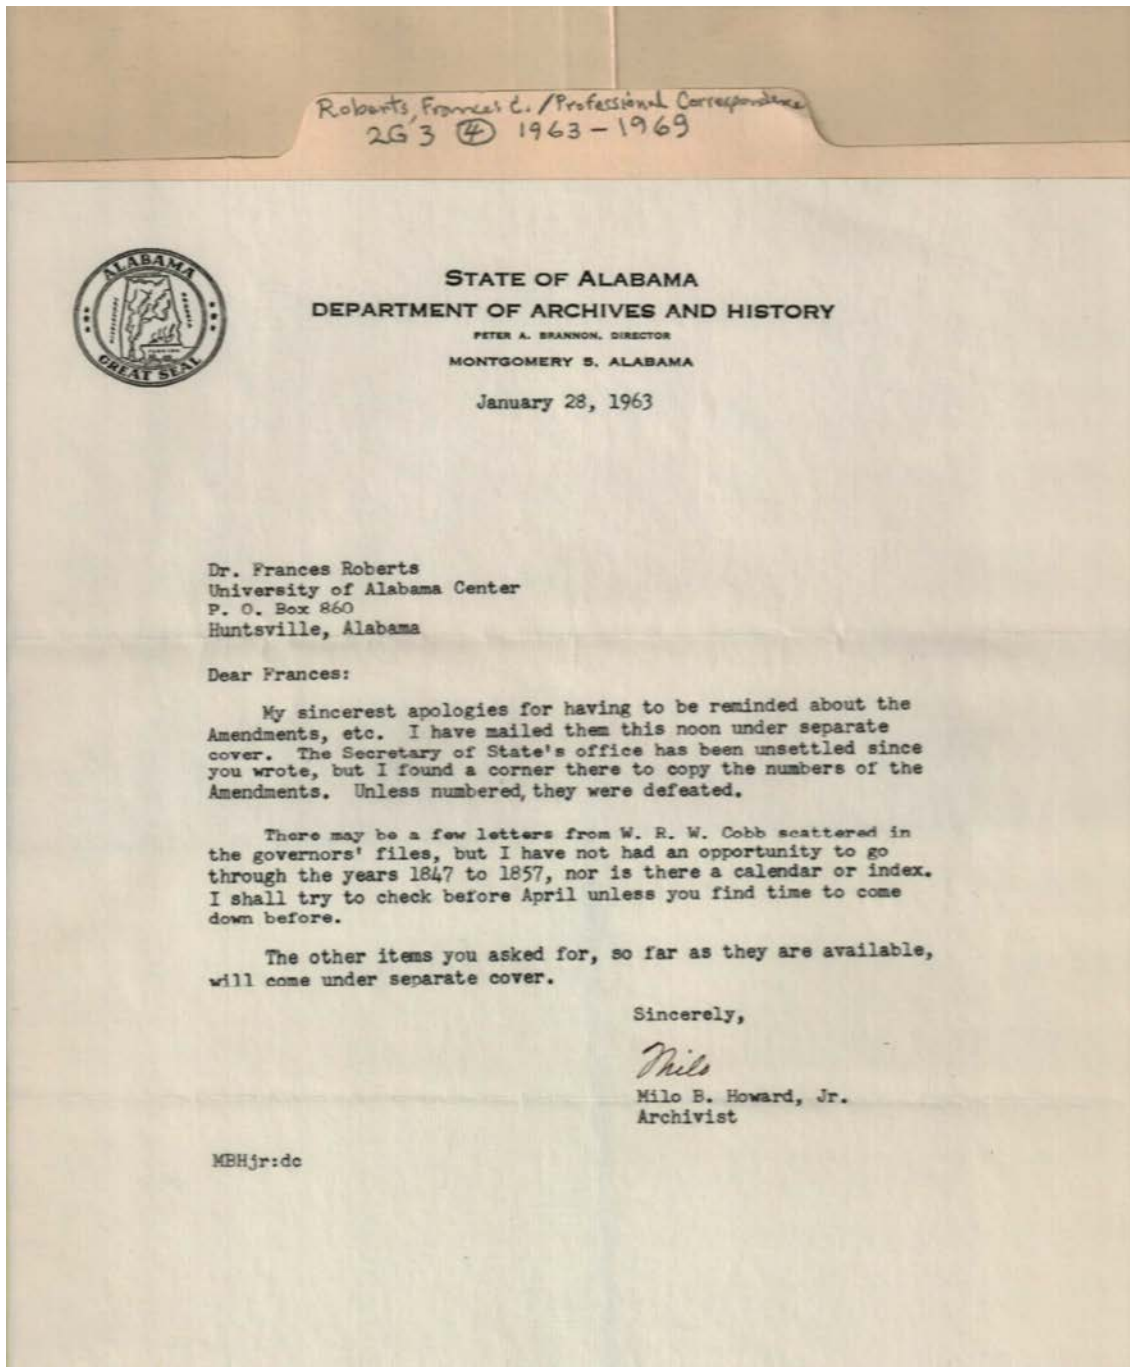 Roberts, Frances C. / Professional Correspondence
2G3 ④ 1963-1969
ALABAMA
GREAT SEAL
STATE OF ALABAMA
DEPARTMENT OF ARCHIVES AND HISTORY
PETER A. BRANNON, DIRECTOR
MONTGOMERY 5, ALABAMA
January 28, 1963
Dr. Frances Roberts
University of Alabama Center
P. O. Box 860
Huntsville, Alabama
Dear Frances:
My sincerest apologies for having to be reminded about the
Amendments, etc. I have mailed them this noon under separate
cover. The Secretary of State's office has been unsettled since
you wrote, but I found a corner there to copy the numbers of the
Amendments. Unless numbered, they were defeated.
There may be a few letters from W. R. W. Cobb scattered in
the governors' files, but I have not had an opportunity to go
through the years 1847 to 1857, nor is there a calendar or index.
I shall try to check before April unless you find time to come
down before.
The other items you asked for, so far as they are available,
will come under separate cover.
Sincerely,
Milo
Milo B. Howard, Jr.
Archivist
MBHjr:dc